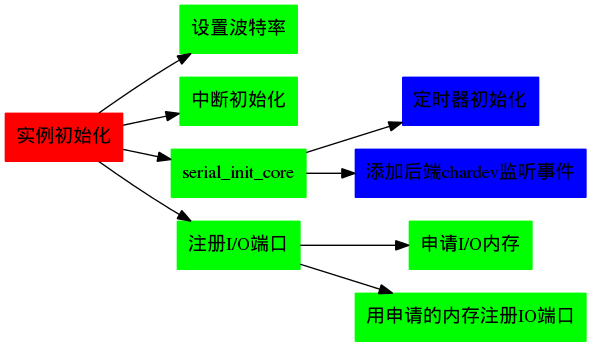 设置波特率
中断初始化
定时器初始化
实例初始化
serial_init_core
添加后端chardev监听事件
注册I/O端口
申请I/O内存
用申请的内存注册IO端口